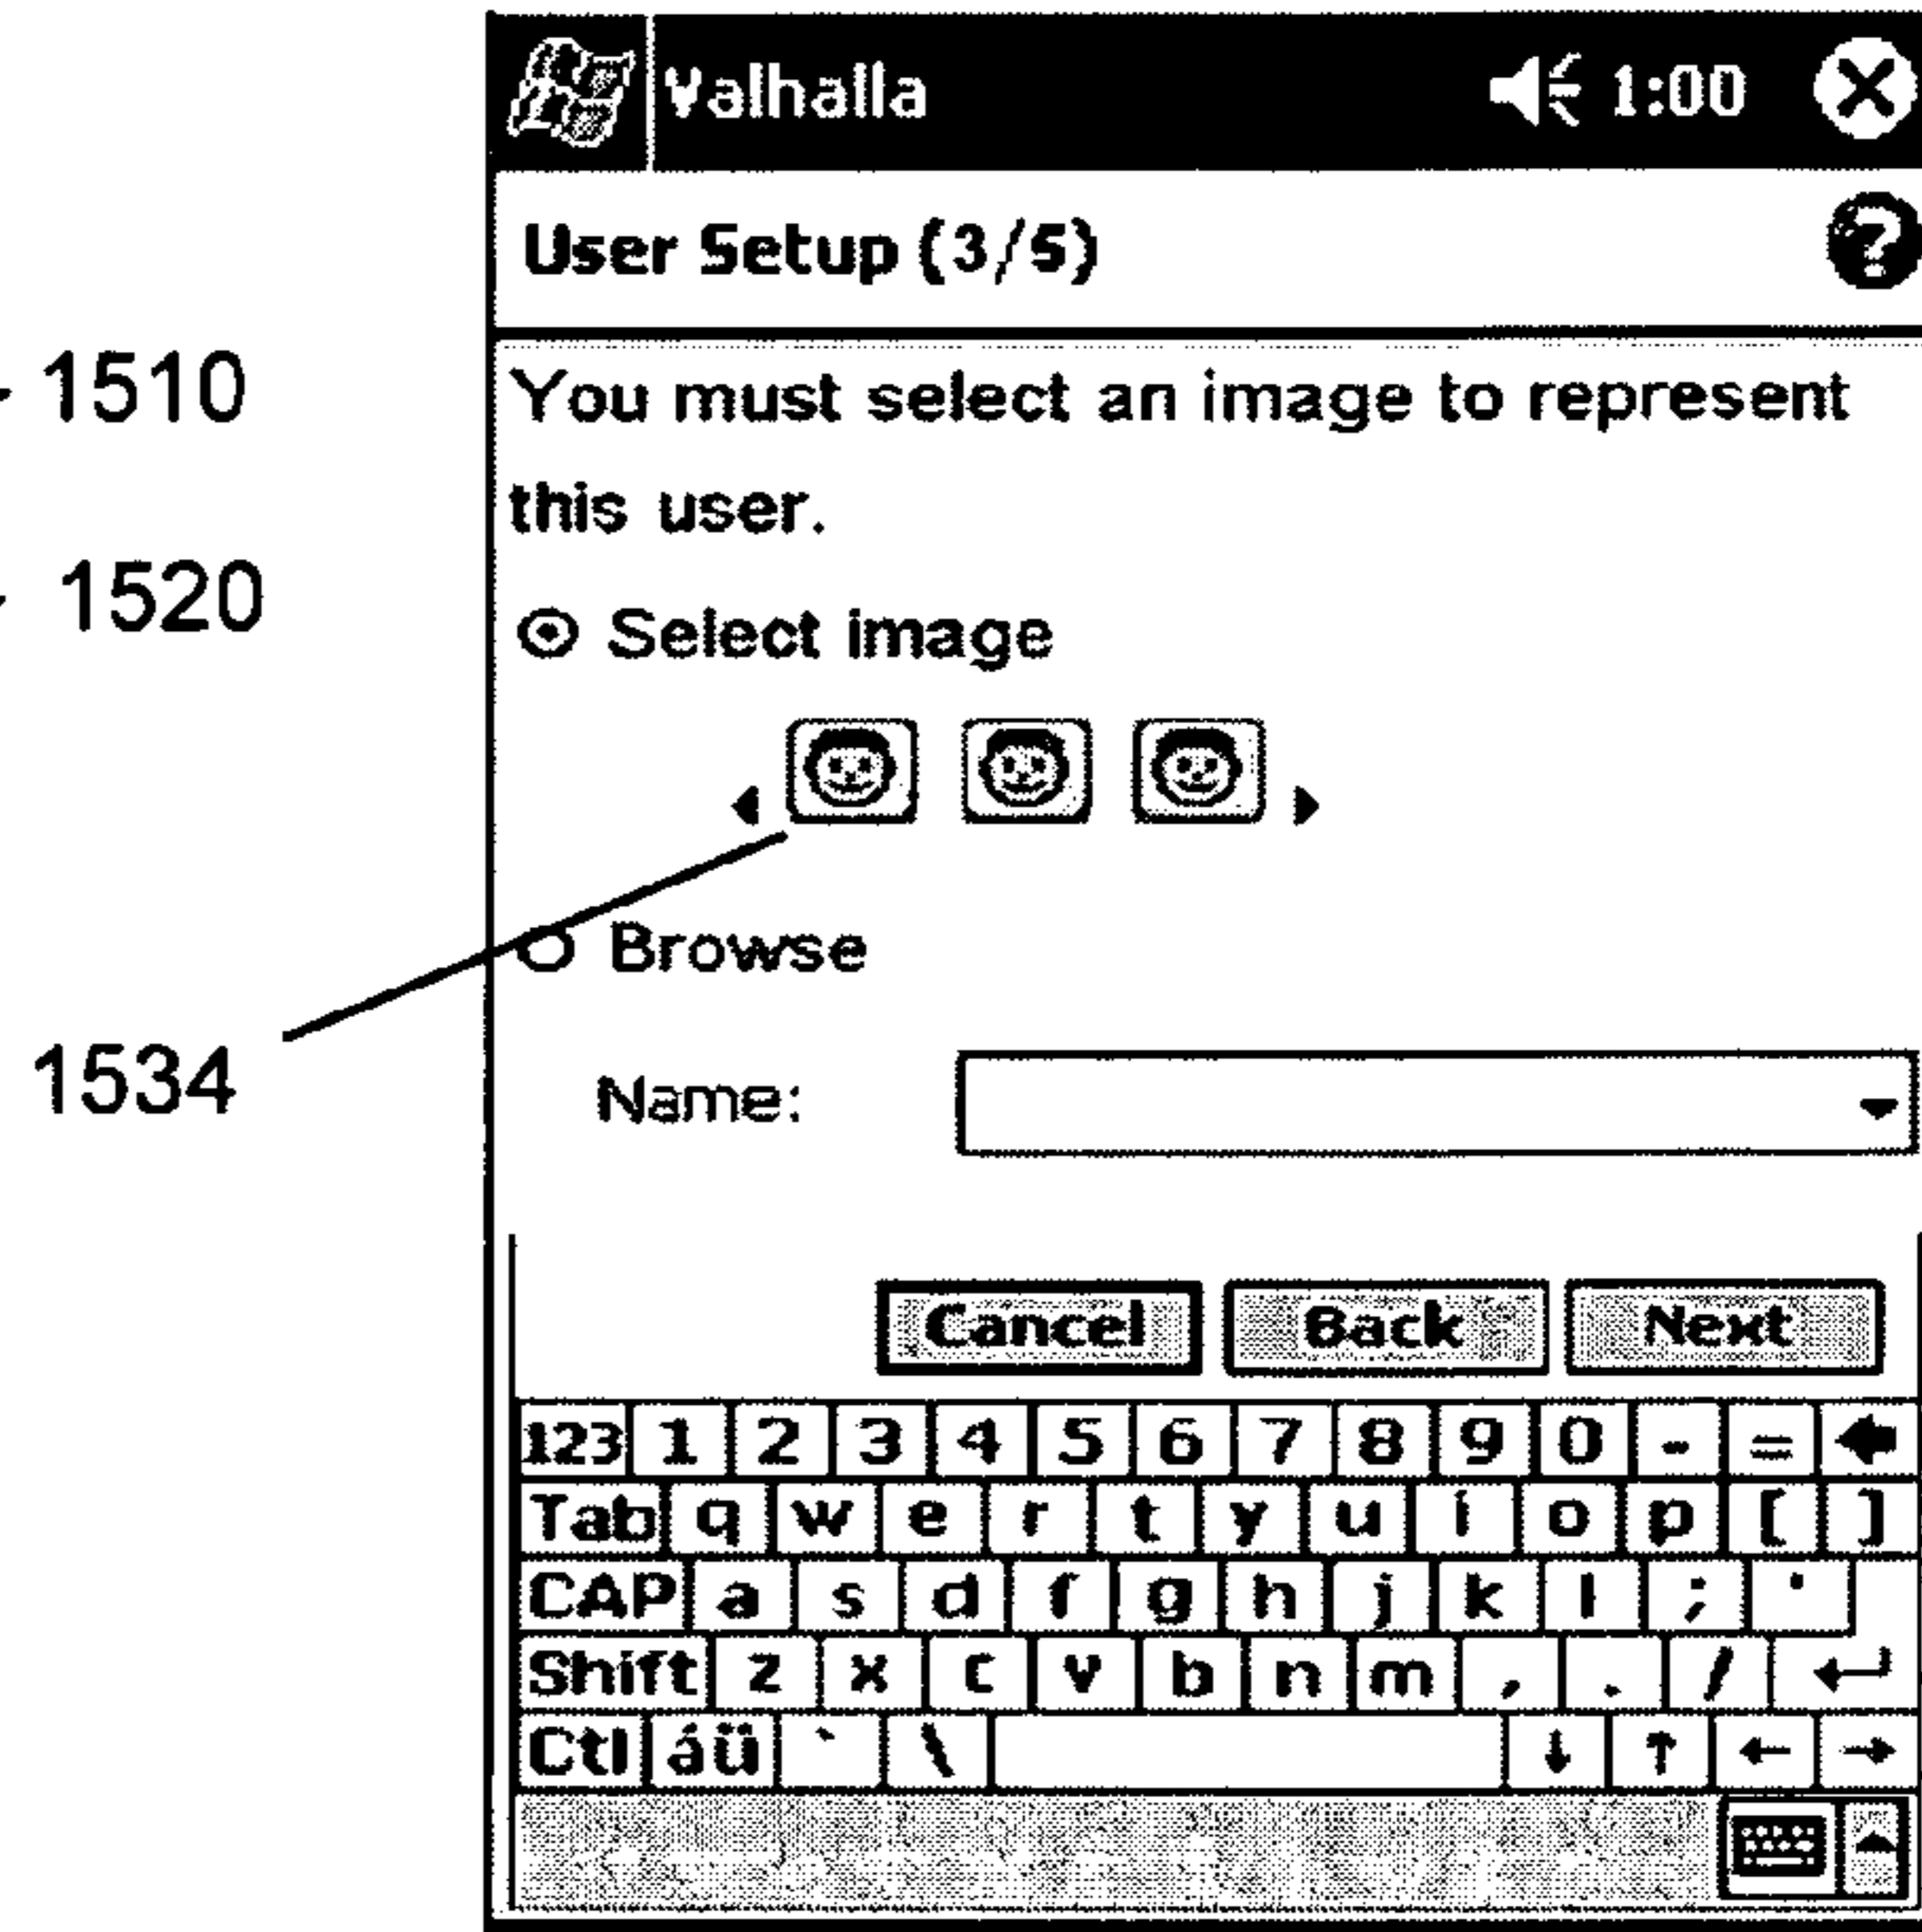 Valhalla 1:00
User Setup (3/5)
1510
You must select an image to represent
this user.
1520
Select image
Browse
1534
Name:
Cancel Back Next
123 1 2 3 4 5 6 7 8 9 0 - =
Tab q w e r t y u i o p [ ]
CAP a s d f g h j k l ; '
Shift z x c v b n m , . /
Ctl áü ` \